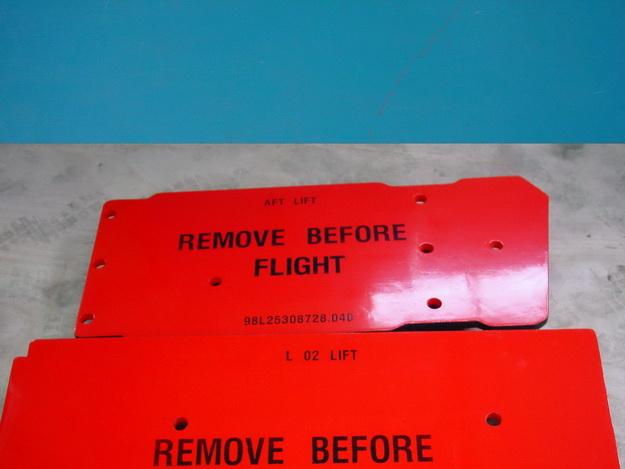 AFT LIFT
REMOVE BEFORE
FLIGHT
98L25308728.040
L 02 LIFT
REMOVE BEFORE